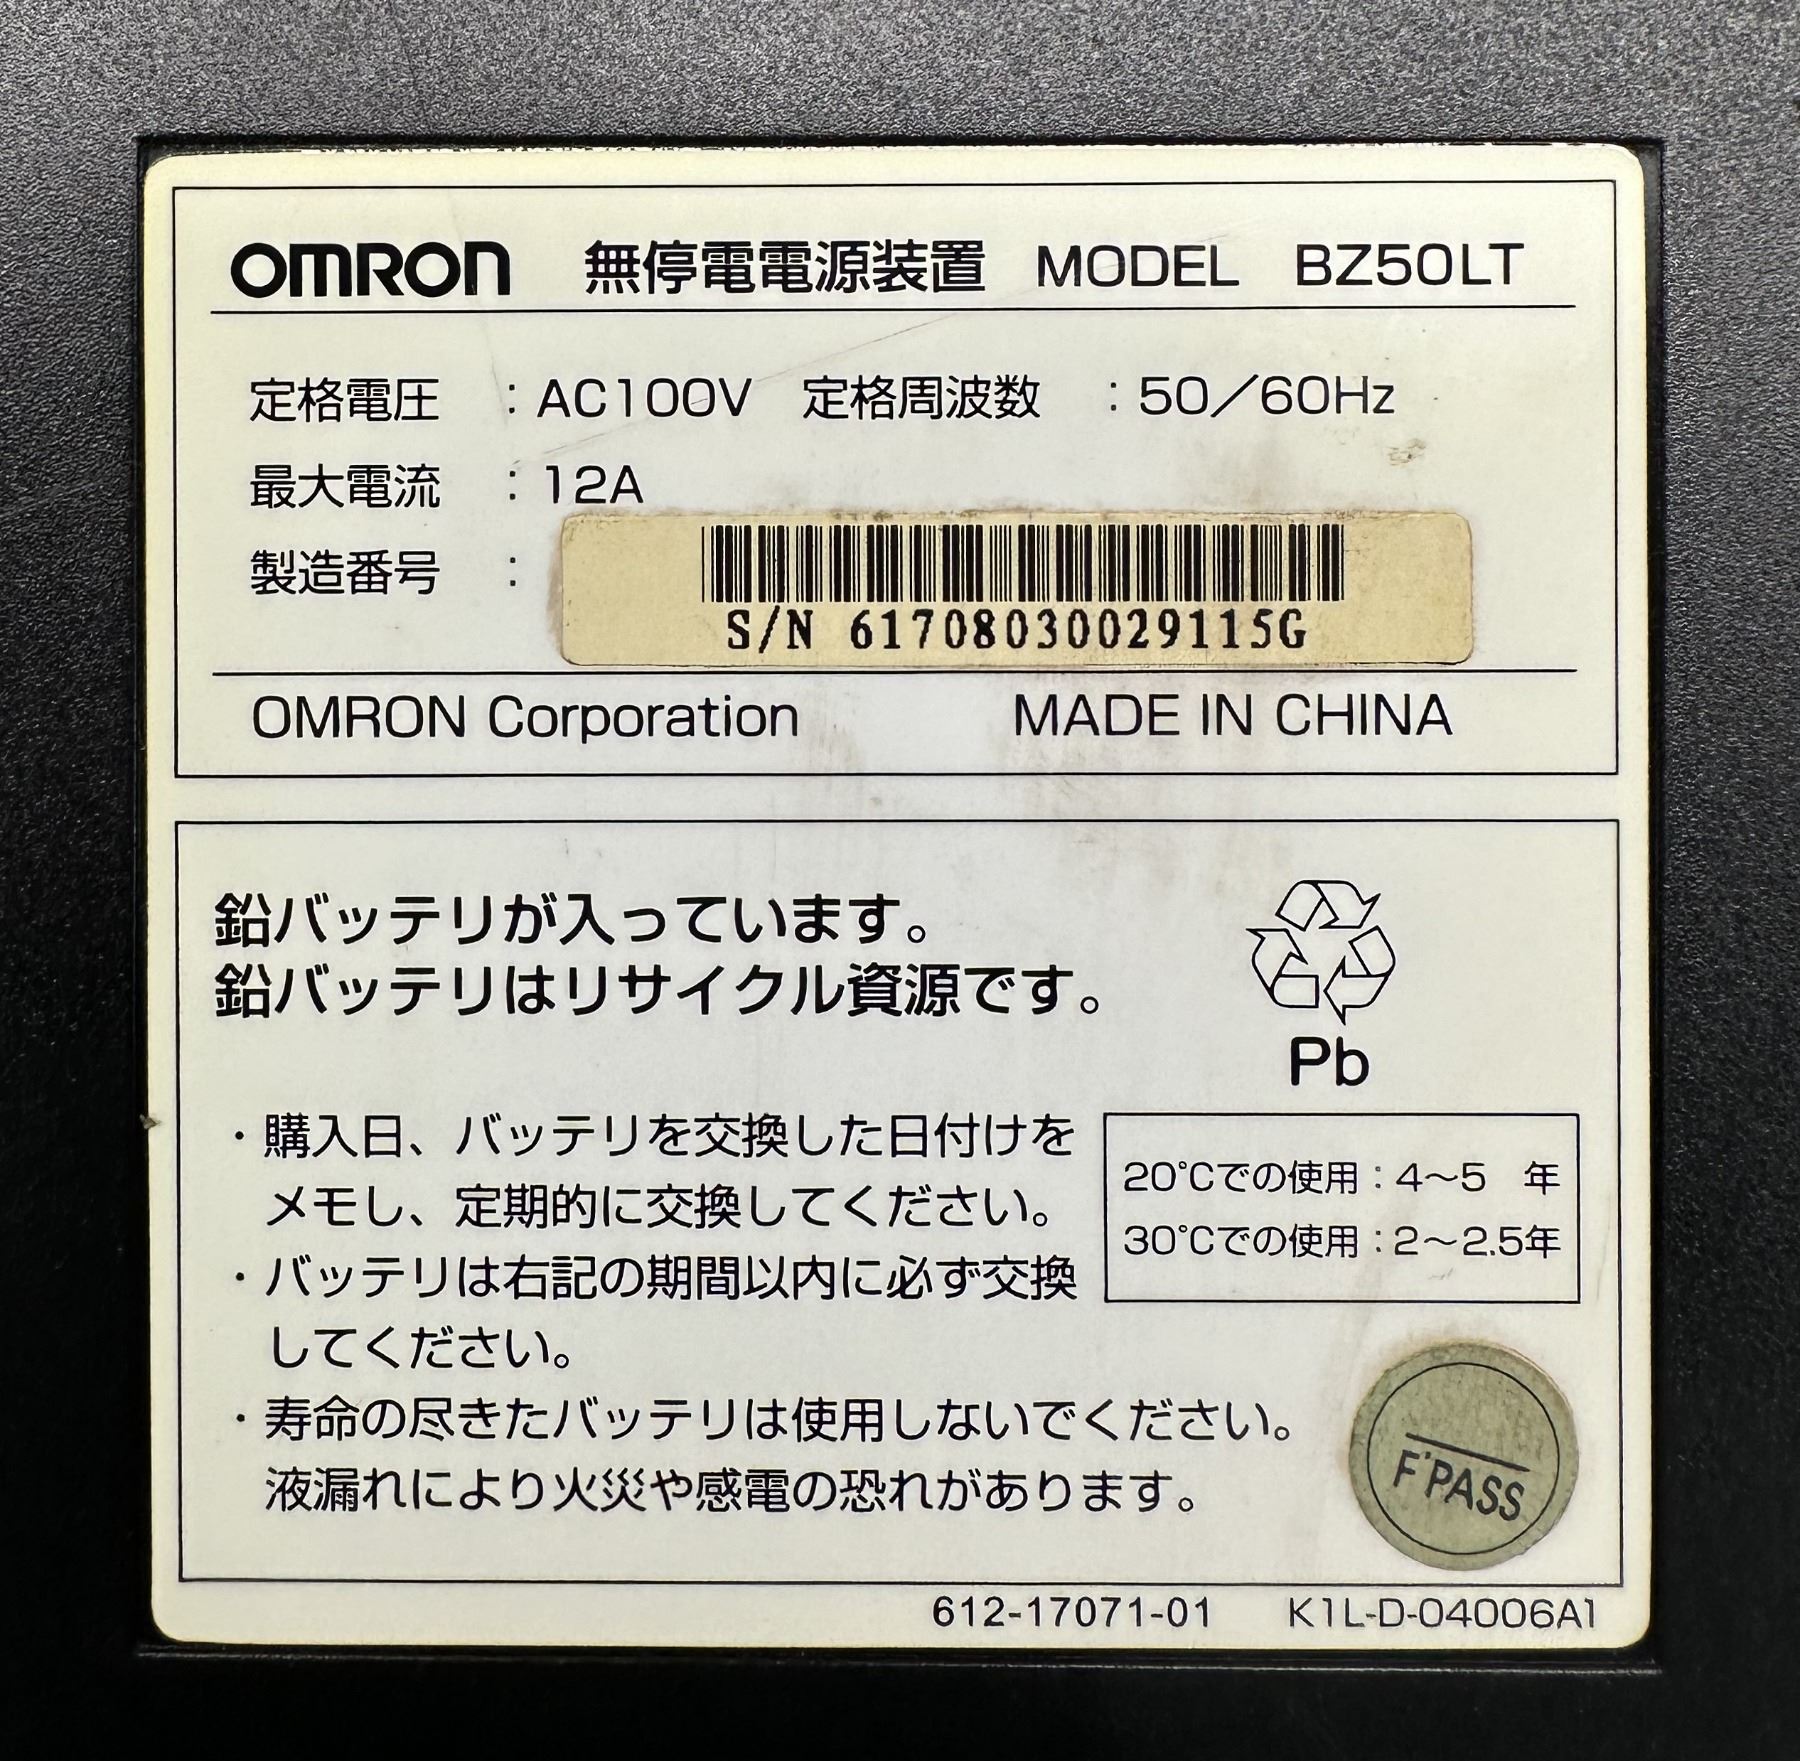 OMRON 無停電電源装置 MODEL BZ50LT
定格電圧 : AC100V 定格周波数 : 50／60Hz
最大電流 : 12A
製造番号 :
S/N 61708030029115G
OMRON Corporation MADE IN CHINA
鉛バッテリが入っています。
鉛バッテリはリサイクル資源です。
Pb
・購入日、バッテリを交換した日付けを
メモし、定期的に交換してください。
・バッテリは右記の期間以内に必ず交換
してください。
20℃での使用：4～5 年
30℃での使用：2～2.5年
・寿命の尽きたバッテリは使用しないでください。
液漏れにより火災や感電の恐れがあります。
F'PASS
612-17071-01 K1L-D-04006A1